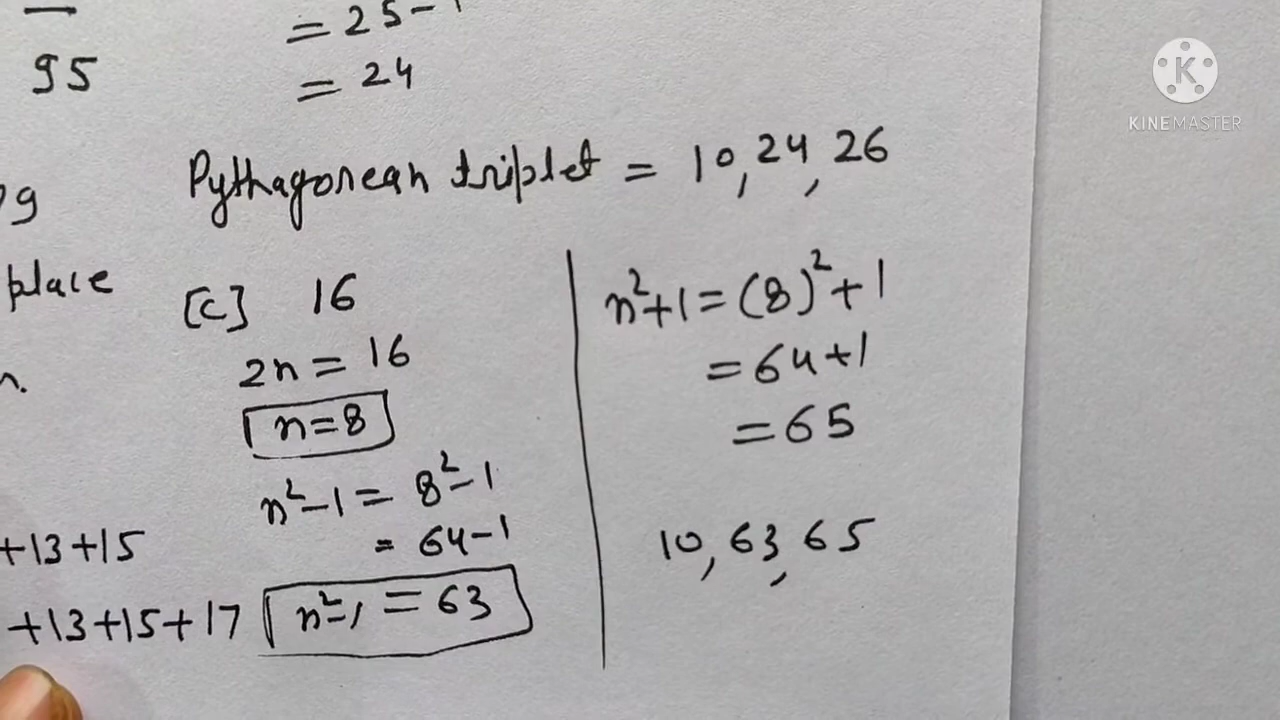 95
9
place
n.
+13+15
+13+15+17
= 25-1
= 24
Pythagorean triplet = 10, 24, 26
[C] 16
2n = 16
n=8
n²-1 = 8²-1
= 64-1
n²-1 = 63
n²+1 = (8)²+1
= 64+1
= 65
10, 63, 65
K
KINEMASTER